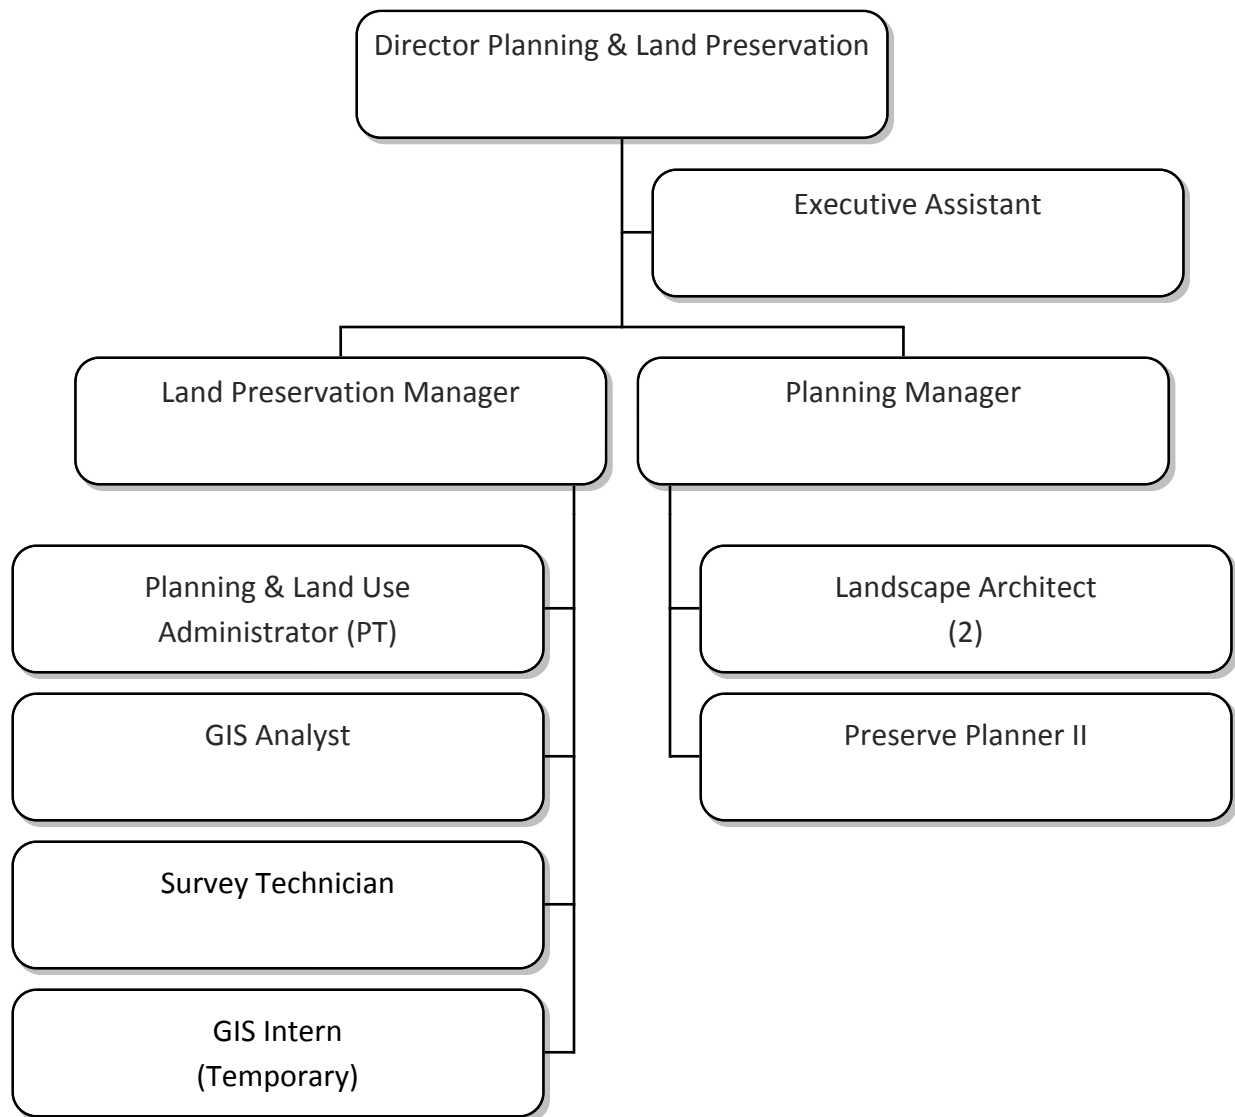 Director Planning & Land Preservation
Executive Assistant
Land Preservation Manager
Planning Manager
Planning & Land Use
Administrator (PT)
GIS Analyst
Survey Technician
GIS Intern
(Temporary)
Landscape Architect
(2)
Preserve Planner II